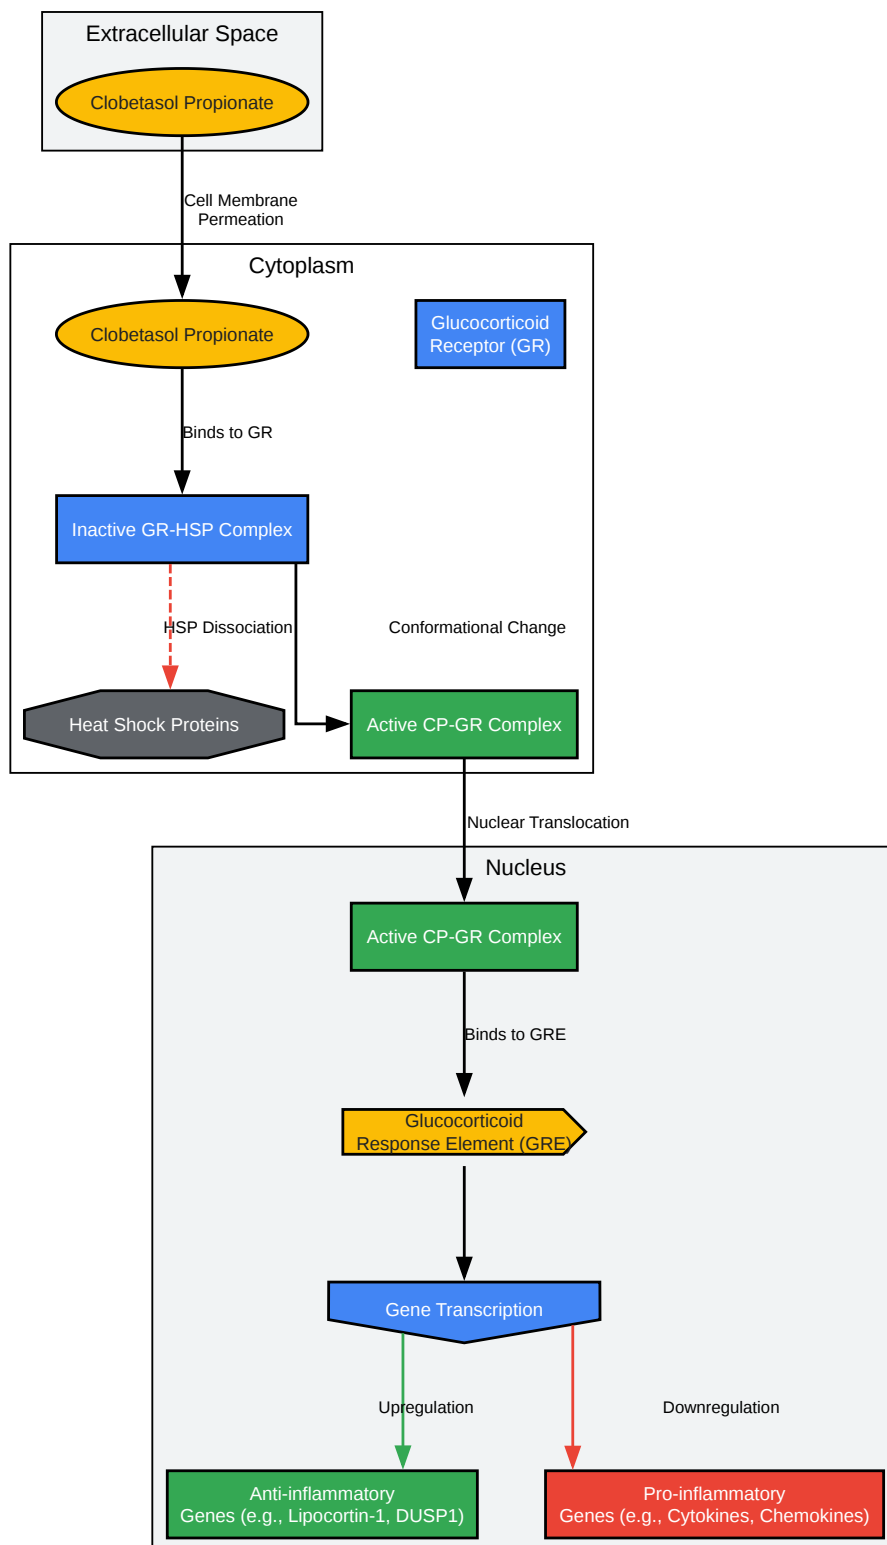 Extracellular Space
Clobetasol Propionate
Cell Membrane
Permeation
Cytoplasm
Clobetasol Propionate
Glucocorticoid
Receptor (GR)
Binds to GR
Inactive GR-HSP Complex
HSP Dissociation
Conformational Change
Heat Shock Proteins
Active CP-GR Complex
Nuclear Translocation
Nucleus
Active CP-GR Complex
Binds to GRE
Glucocorticoid
Response Element (GRE)
Gene Transcription
Upregulation
Downregulation
Anti-inflammatory
Genes (e.g., Lipocortin-1, DUSP1)
Pro-inflammatory
Genes (e.g., Cytokines, Chemokines)